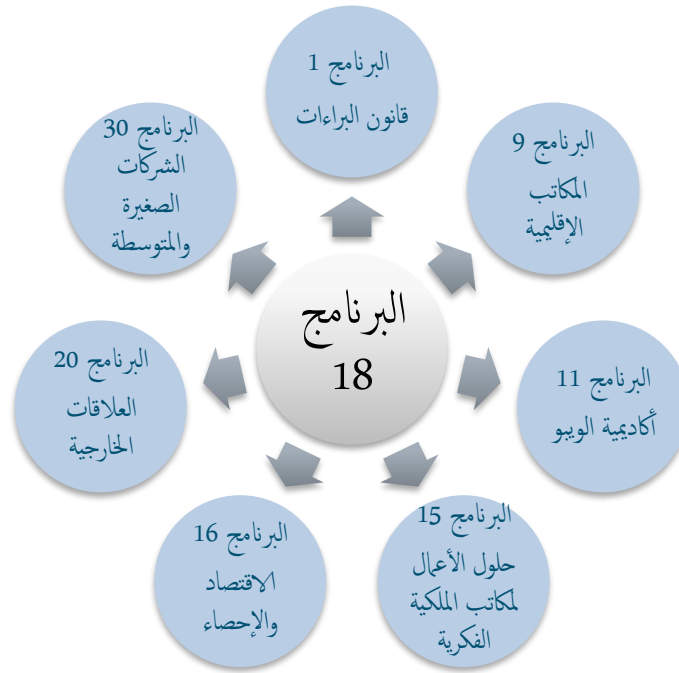 البرنامج 1
قانون البراءات
البرنامج 9
المكاتب
الإقليمية
البرنامج 11
أكاديمية الويبو
البرنامج 15
حلول الأعمال
لمكاتب الملكية
الفكرية
البرنامج 16
الاقتصاد
والإحصاء
البرنامج 20
العلاقات
الخارجية
البرنامج 30
الشركات
الصغيرة
والمتوسطة
البرنامج
18